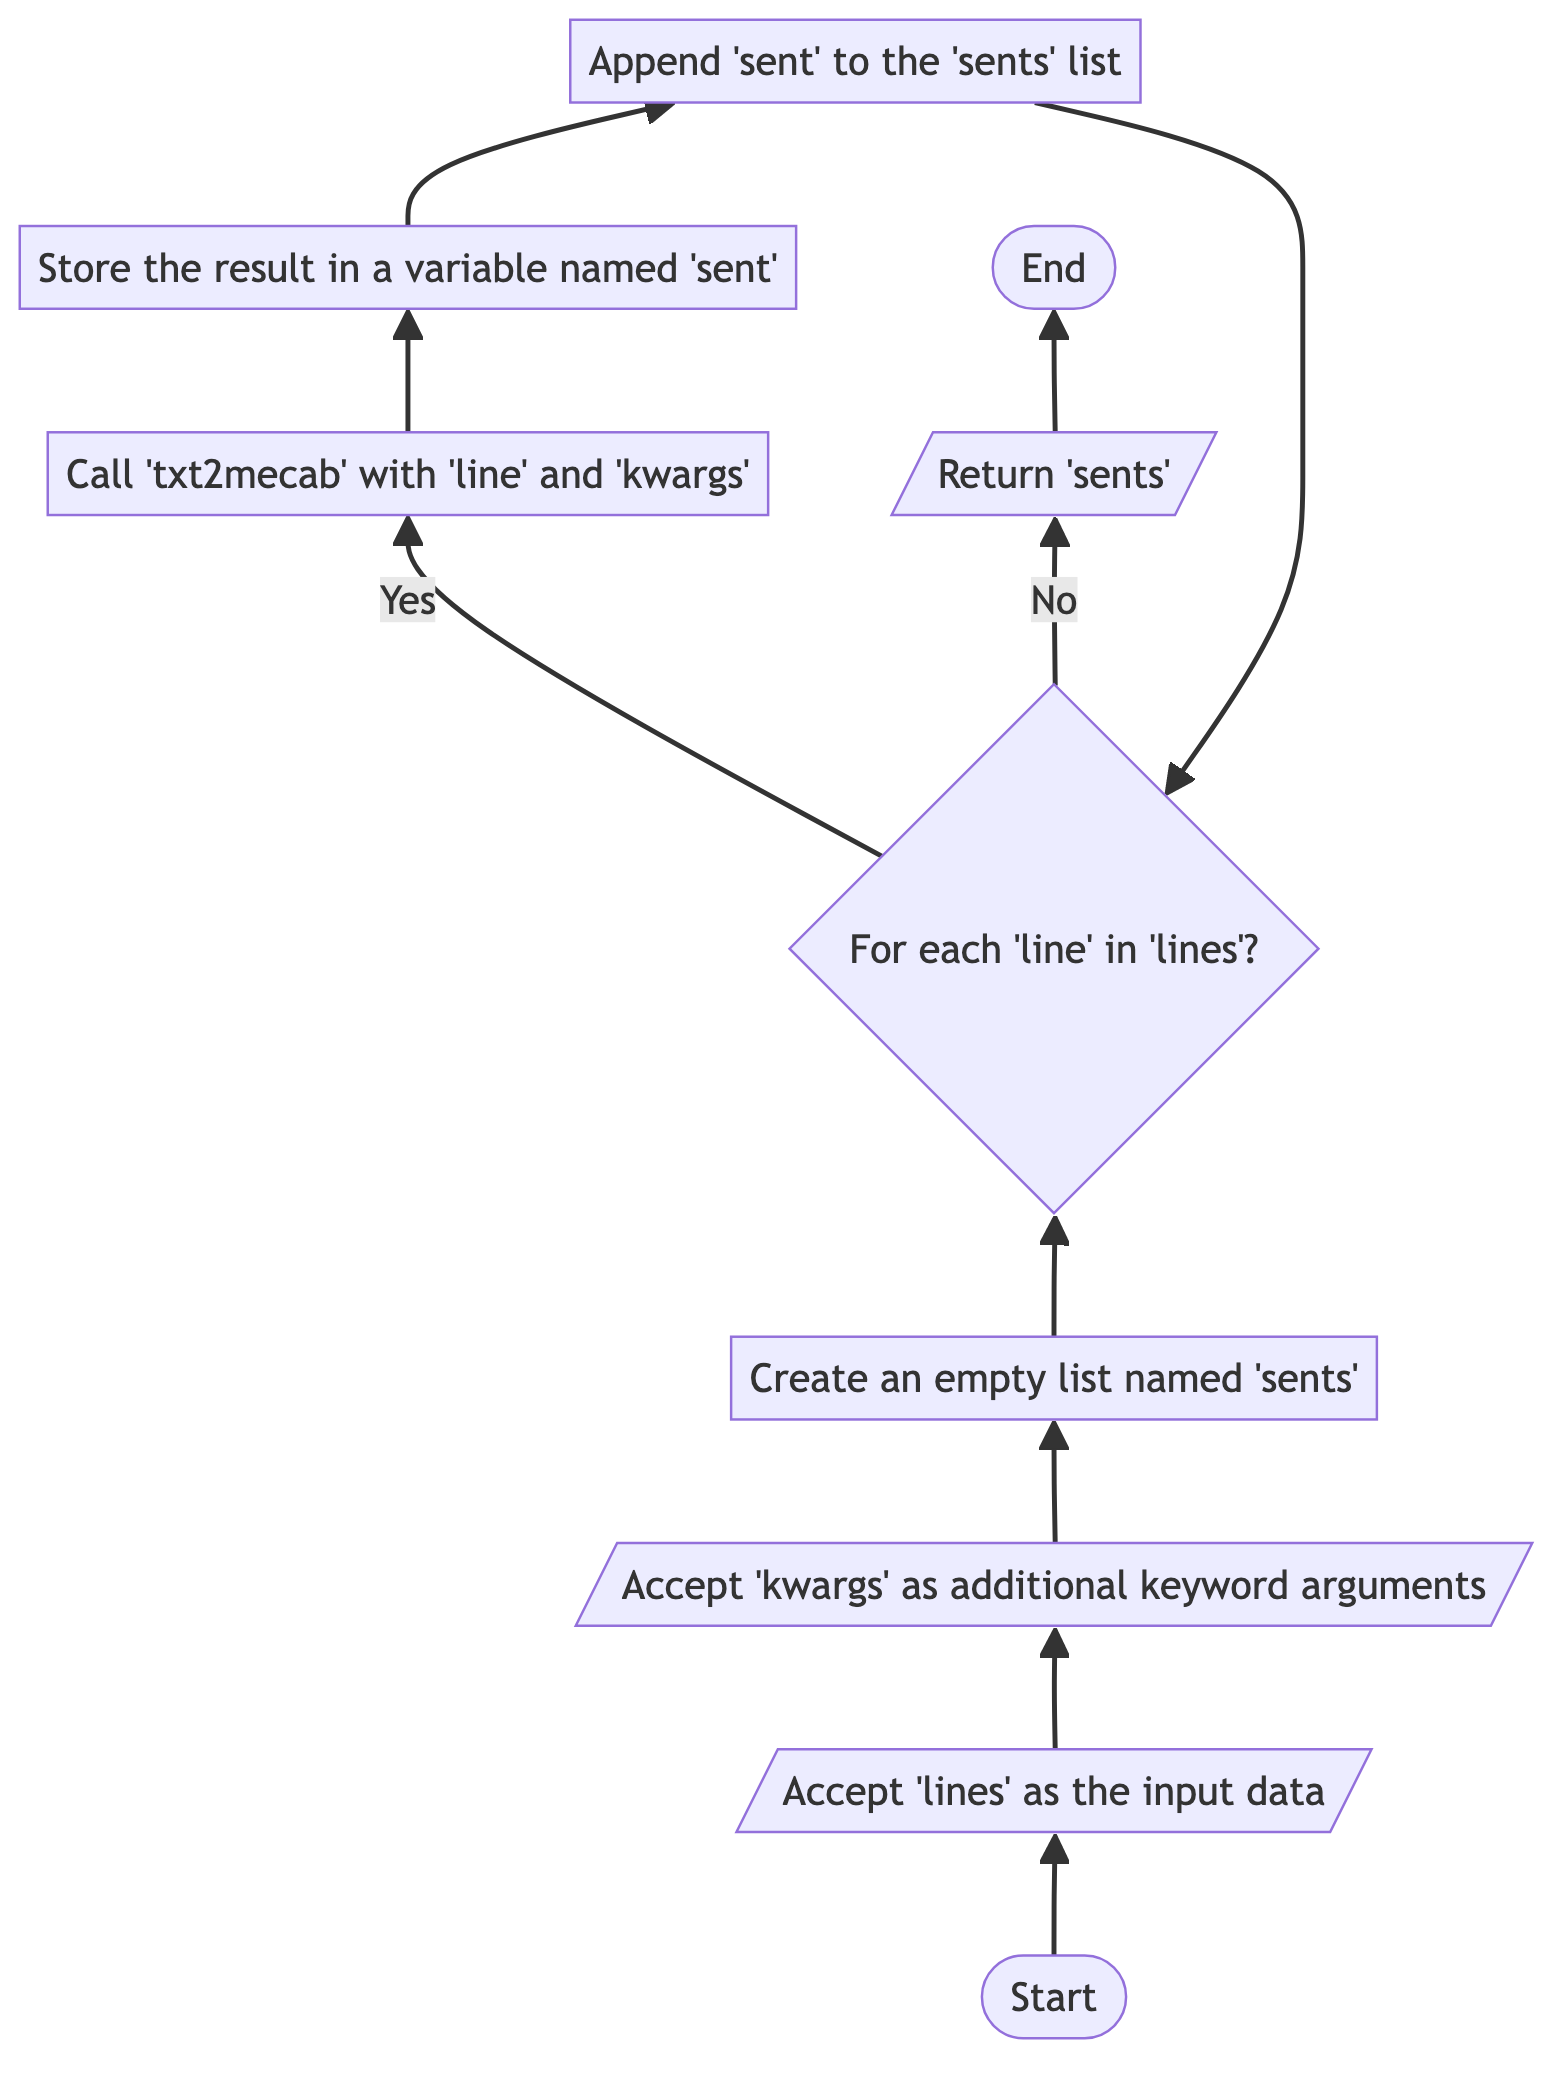 Append 'sent' to the 'sents' list
Store the result in a variable named 'sent'
End
Call 'txt2mecab' with 'line' and 'kwargs'
Return 'sents'
Yes
No
For each 'line' in 'lines'?
Create an empty list named 'sents'
Accept 'kwargs' as additional keyword arguments
Accept 'lines' as the input data
Start